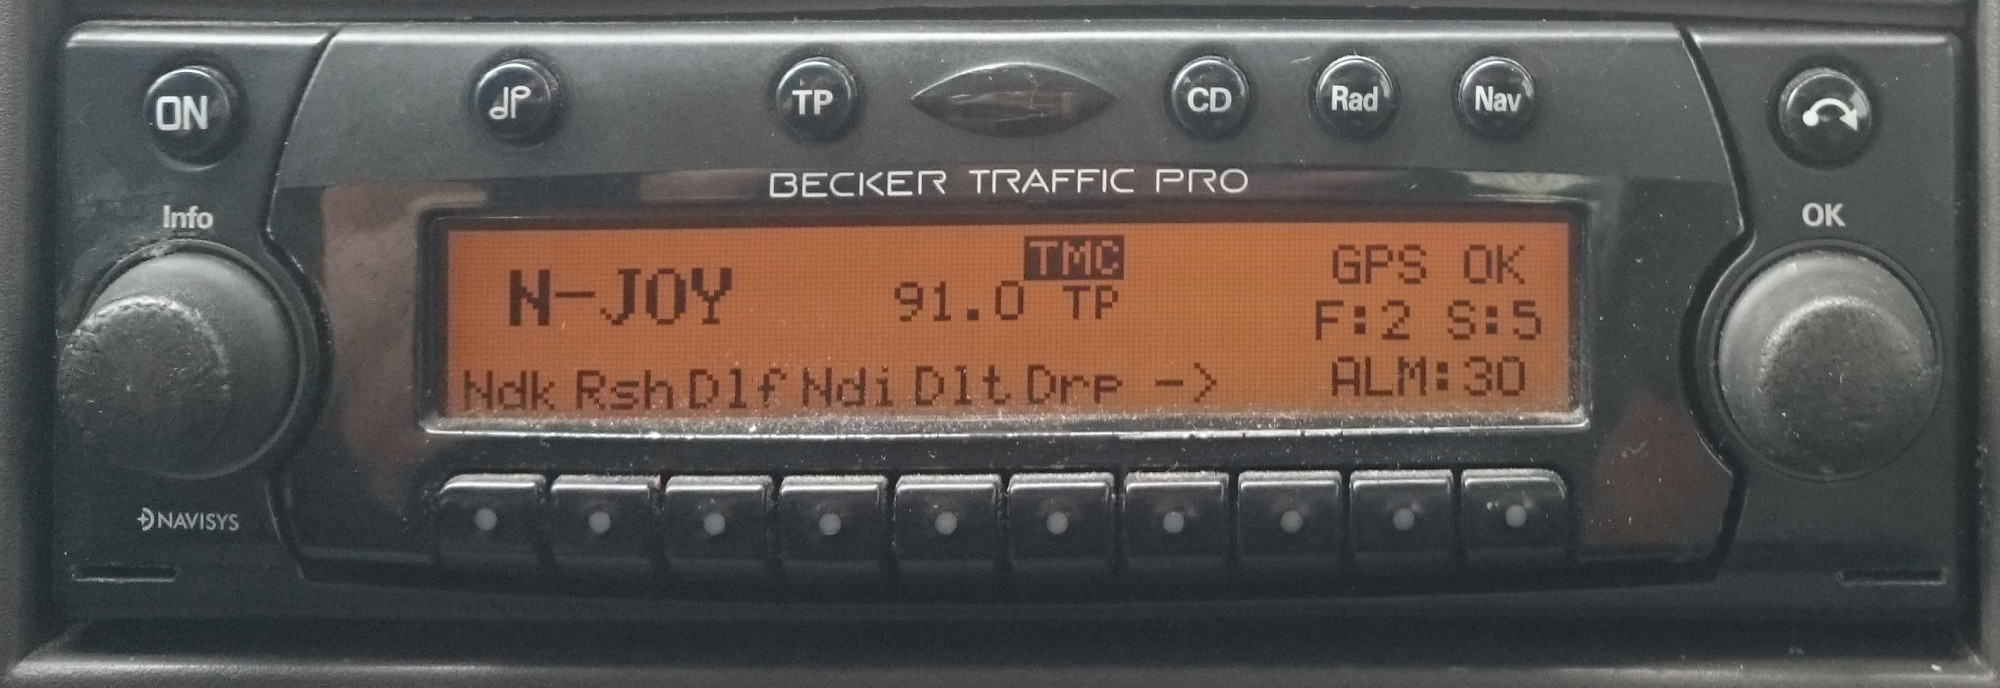 ON
TP
CD
Rad
Nav
BECKER TRAFFIC PRO
Info
OK
TMC
N-JOY 91.0 TP
GPS OK
F:2 S:5
ALM:30
Ndk Rsh Dlf Ndi Dlt Drp ->
NAVISYS